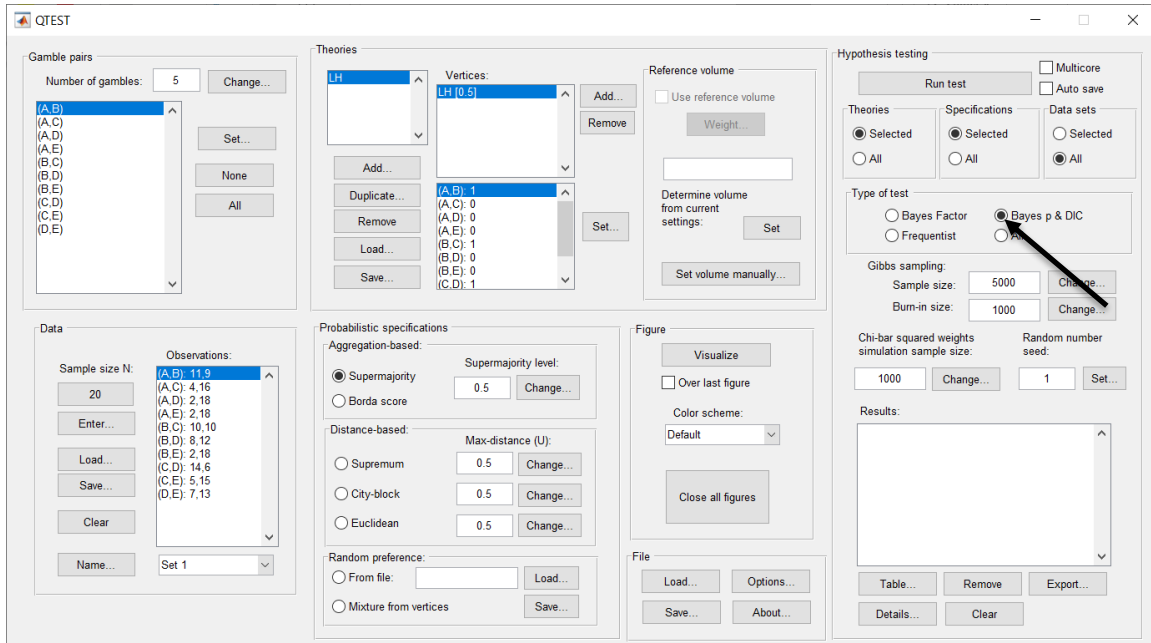 QTEST
Gamble pairs
Number of gambles: 5 Change...
(A,B)
(A,C)
(A,D)
(A,E)
(B,C)
(B,D)
(B,E)
(C,D)
(C,E)
(D,E)
Set...
None
All
Theories
LH
Add...
Duplicate...
Remove
Load...
Save...
Vertices:
LH [0.5]
Add...
Remove
(A,B): 1
(A,C): 0
(A,D): 0
(A,E): 0
(B,C): 1
(B,D): 0
(B,E): 0
(C,D): 1
Set...
Reference volume
Use reference volume
Weight...
Determine volume
from current
settings:
Set
Set volume manually...
Hypothesis testing
Run test
Multicore
Auto save
Theories
Selected
All
Specifications
Selected
All
Data sets
Selected
All
Type of test
Bayes Factor
Bayes p & DIC
Frequentist
Gibbs sampling:
Sample size: 5000 Change...
Burn-in size: 1000 Change...
Chi-bar squared weights
simulation sample size:
1000 Change...
Random number
seed:
1 Set...
Results:
Table... Remove Export...
Details... Clear
Data
Sample size N:
20
Enter...
Load...
Save...
Clear
Name...
Observations:
(A,B): 11,9
(A,C): 4,16
(A,D): 2,18
(A,E): 2,18
(B,C): 10,10
(B,D): 8,12
(B,E): 2,18
(C,D): 14,6
(C,E): 5,15
(D,E): 7,13
Set 1
Probabilistic specifications
Aggregation-based:
Supermajority
Borda score
Supermajority level:
0.5 Change...
Distance-based:
Max-distance (U):
Supremum 0.5 Change...
City-block 0.5 Change...
Euclidean 0.5 Change...
Random preference:
From file: Load...
Mixture from vertices Save...
Figure
Visualize
Over last figure
Color scheme:
Default
Close all figures
File
Load... Options...
Save... About...